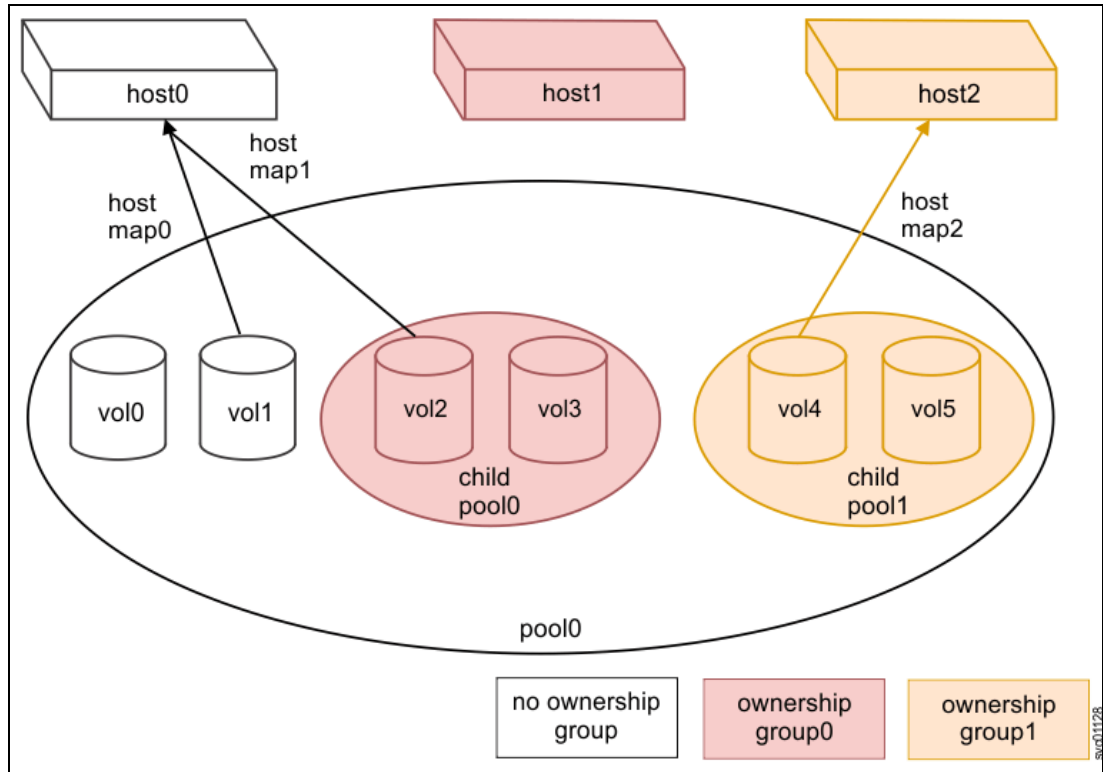 host0
host1
host2
host
map1
host
map0
host
map2
vol0
vol1
vol2
vol3
vol4
vol5
child
pool0
child
pool1
pool0
no ownership
group
ownership
group0
ownership
group1
svc01128